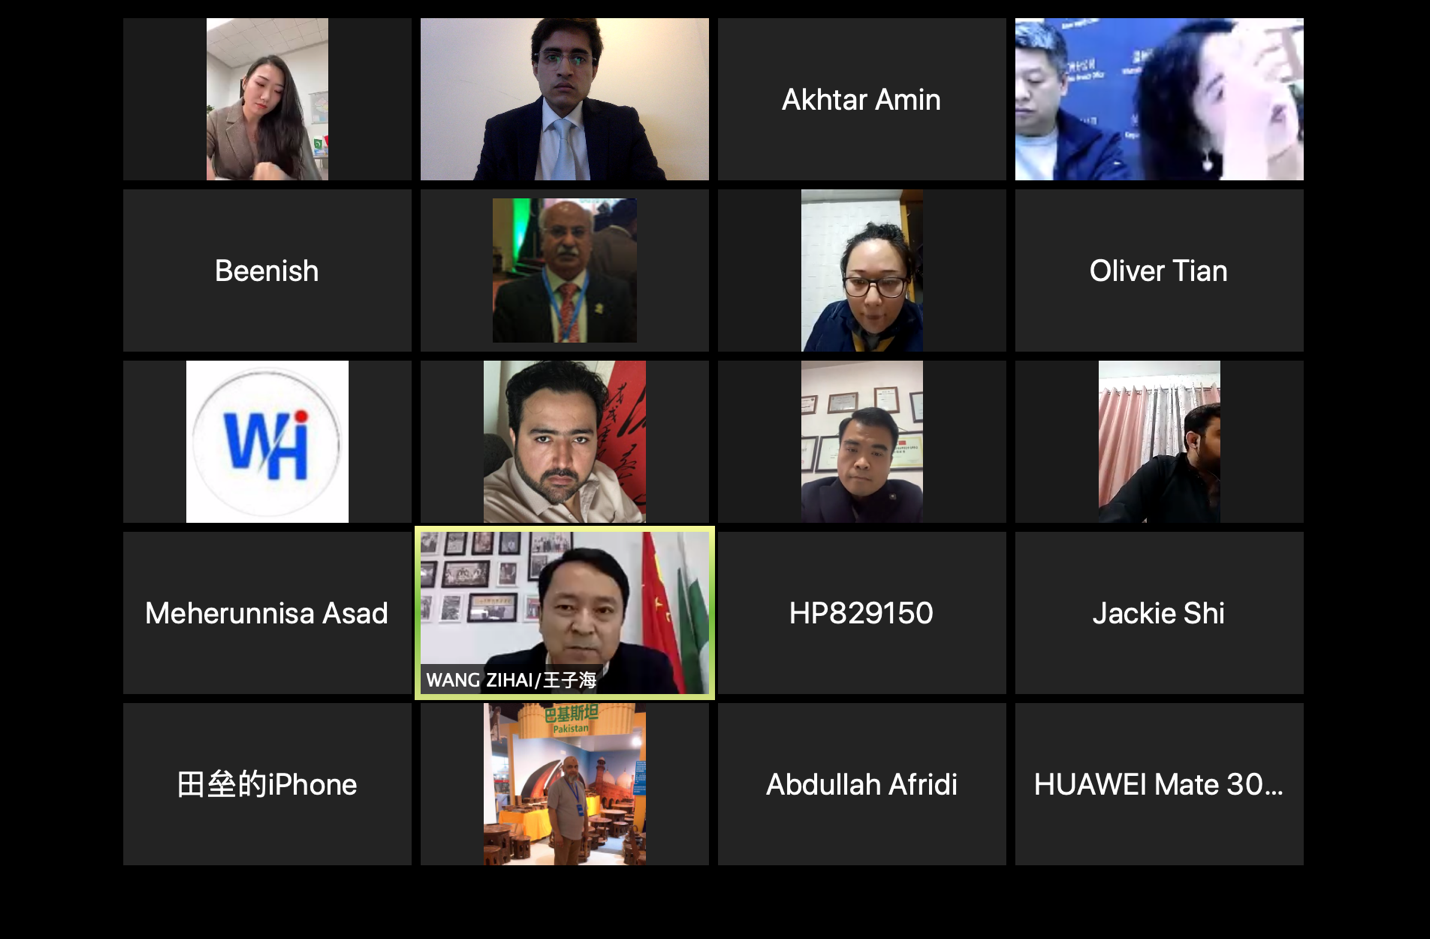 Akhtar Amin
Beenish
Oliver Tian
WHi
Meherunnisa Asad
WANG ZIHAI/王子海
HP829150
Jackie Shi
田垒的iPhone
巴基斯坦
Pakistan
Abdullah Afridi
HUAWEI Mate 30...